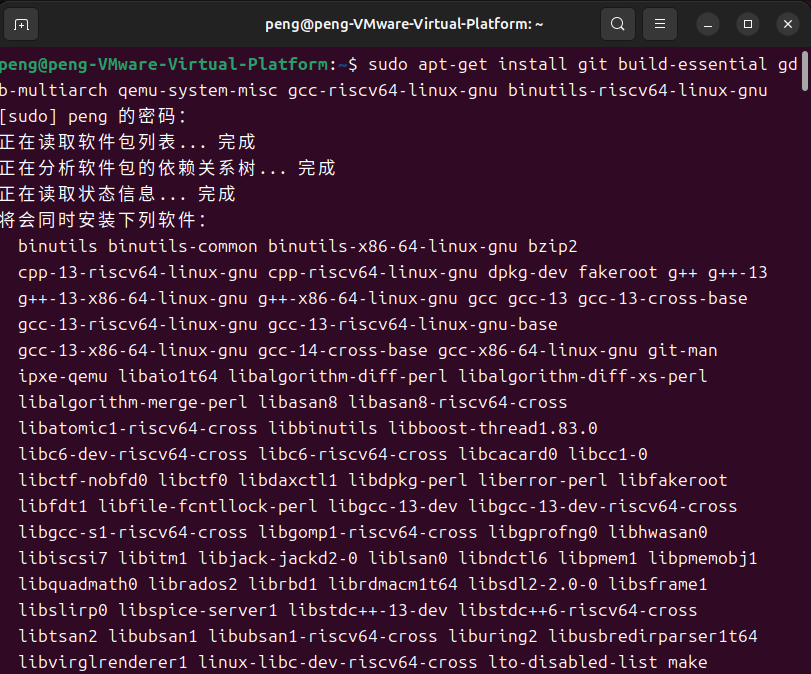 peng@peng-VMware-Virtual-Platform: ~
peng@peng-VMware-Virtual-Platform:~$ sudo apt-get install git build-essential gd
b-multiarch qemu-system-misc gcc-riscv64-linux-gnu binutils-riscv64-linux-gnu
[sudo] peng 的密码：
正在读取软件包列表... 完成
正在分析软件包的依赖关系树... 完成
正在读取状态信息... 完成
将会同时安装下列软件：
binutils binutils-common binutils-x86-64-linux-gnu bzip2
cpp-13-riscv64-linux-gnu cpp-riscv64-linux-gnu dpkg-dev fakeroot g++ g++-13
g++-13-x86-64-linux-gnu g++-x86-64-linux-gnu gcc gcc-13 gcc-13-cross-base
gcc-13-riscv64-linux-gnu gcc-13-riscv64-linux-gnu-base
gcc-13-x86-64-linux-gnu gcc-14-cross-base gcc-x86-64-linux-gnu git-man
ipxe-qemu libaio1t64 libalgorithm-diff-perl libalgorithm-diff-xs-perl
libalgorithm-merge-perl libasan8 libasan8-riscv64-cross
libatomic1-riscv64-cross libbinutils libboost-thread1.83.0
libc6-dev-riscv64-cross libc6-riscv64-cross libcacard0 libcc1-0
libctf-nobfd0 libctf0 libdaxctl1 libdpkg-perl liberror-perl libfakeroot
libfdt1 libfile-fcntllock-perl libgcc-13-dev libgcc-13-dev-riscv64-cross
libgcc-s1-riscv64-cross libgomp1-riscv64-cross libgprofng0 libhwasan0
libiscsi7 libitm1 libjack-jackd2-0 liblsan0 libndctl6 libpmem1 libpmemobj1
libquadmath0 librados2 librbd1 librdmacm1t64 libsdl2-2.0-0 libsframe1
libslirp0 libspice-server1 libstdc++-13-dev libstdc++6-riscv64-cross
libtsan2 libubsan1 libubsan1-riscv64-cross liburing2 libusbredirparser1t64
libvirglrenderer1 linux-libc-dev-riscv64-cross lto-disabled-list make